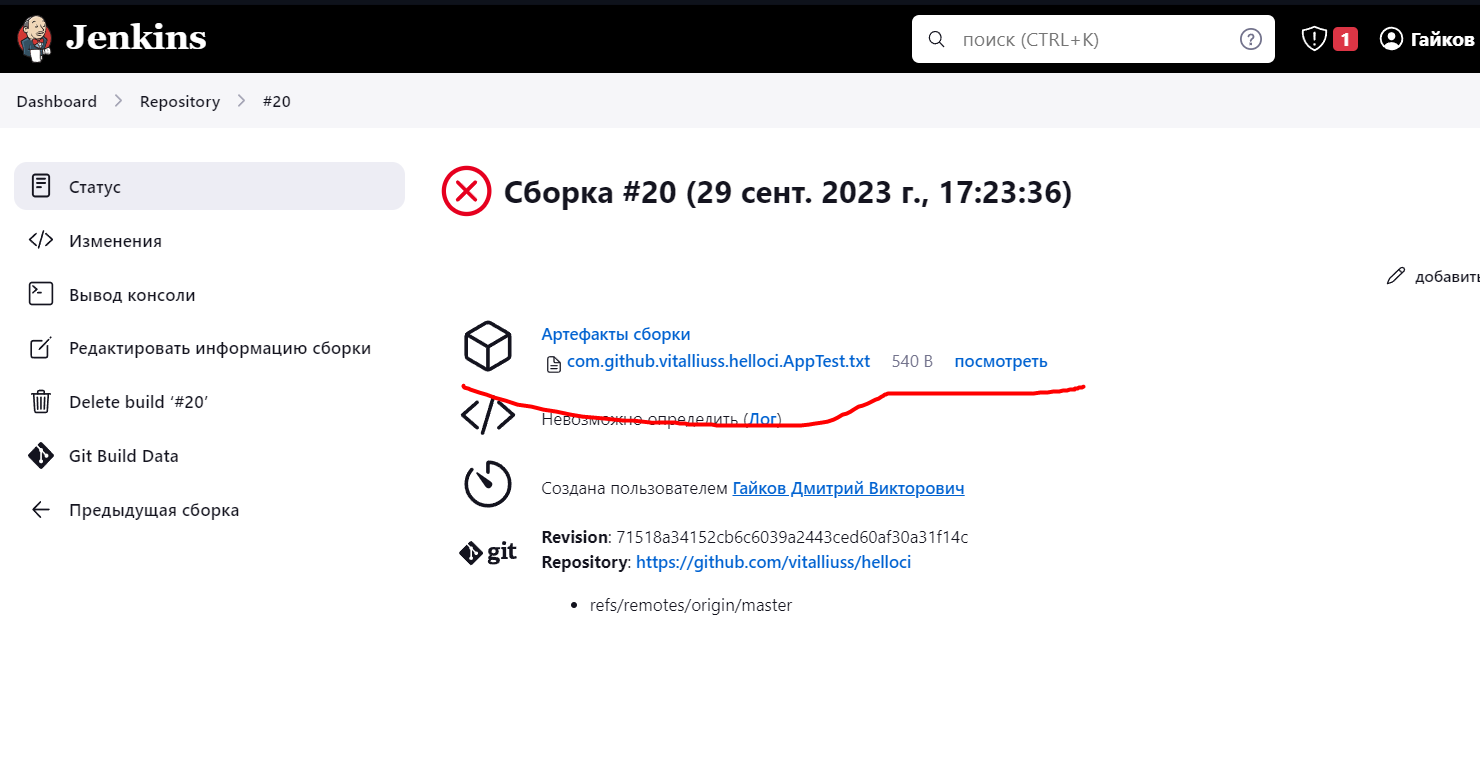 Jenkins
поиск (CTRL+K)
1
Гайков
Dashboard
Repository
#20
Статус
Изменения
Вывод консоли
Редактировать информацию сборки
Delete build ‘#20’
Git Build Data
Предыдущая сборка
Сборка #20 (29 сент. 2023 г., 17:23:36)
добавить
Артефакты сборки
com.github.vitalliuss.helloci.AppTest.txt 540 B посмотреть
Невозможно определить (Лог)
Создана пользователем Гайков Дмитрий Викторович
git
Revision: 71518a34152cb6c6039a2443ced60af30a31f14c
Repository: https://github.com/vitalliuss/helloci
refs/remotes/origin/master